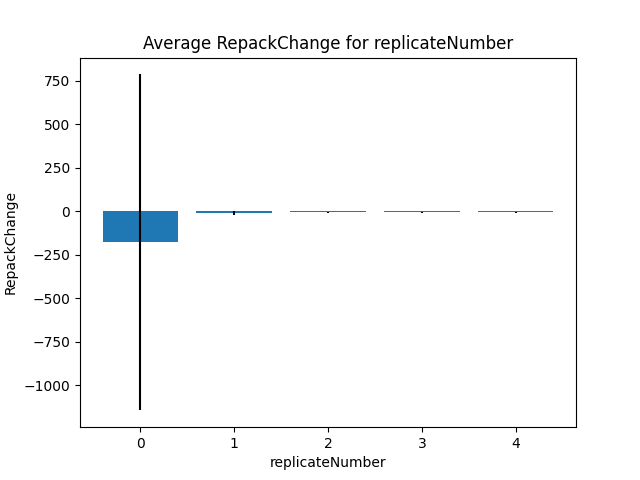 Average RepackChange for replicateNumber
750
500
250
0
−250
−500
−750
−1000
RepackChange
0 1 2 3 4
replicateNumber